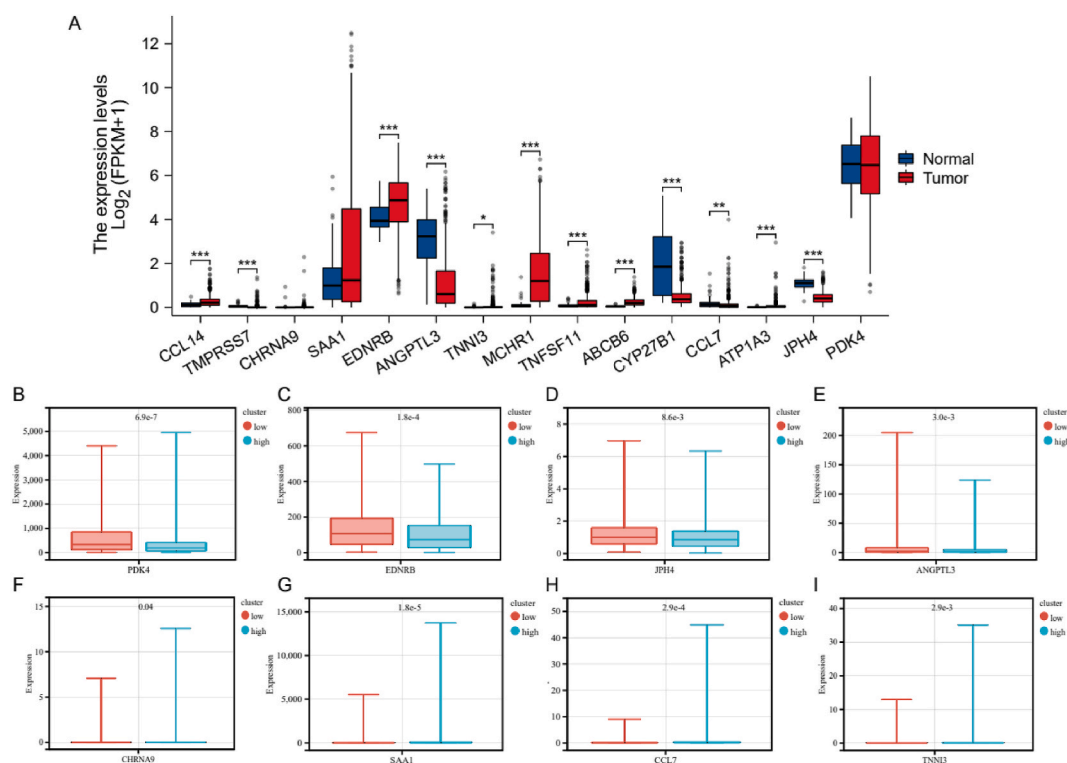 A
The expression levels
Log2 (FPKM+1)
12
10
8
6
4
2
0
***
***
***
***
*
***
***
***
***
**
***
***
Normal
Tumor
CCL14
TMPRSS7
CHRNA9
SAA1
EDNRB
ANGPTL3
TNNI3
MCHR1
TNFSF11
ABCB6
CYP27B1
CCL7
ATP1A3
JPH4
PDK4
B
6.9e-7
cluster
low
high
Expression
5,000
4,000
3,000
2,000
1,000
0
PDK4
C
1.8e-4
cluster
low
high
Expression
800
600
400
200
0
EDNRB
D
8.6e-3
cluster
low
high
Expression
8
6
4
2
0
JPH4
E
3.0e-3
cluster
low
high
Expression
200
150
100
50
0
ANGPTL3
F
0.04
cluster
low
high
Expression
15
10
5
0
CHRNA9
G
1.8e-5
cluster
low
high
Expression
15,000
10,000
5,000
0
SAA1
H
2.9e-4
cluster
low
high
Expression
50
40
30
20
10
0
CCL7
I
2.9e-3
cluster
low
high
Expression
40
30
20
10
0
TNNI3